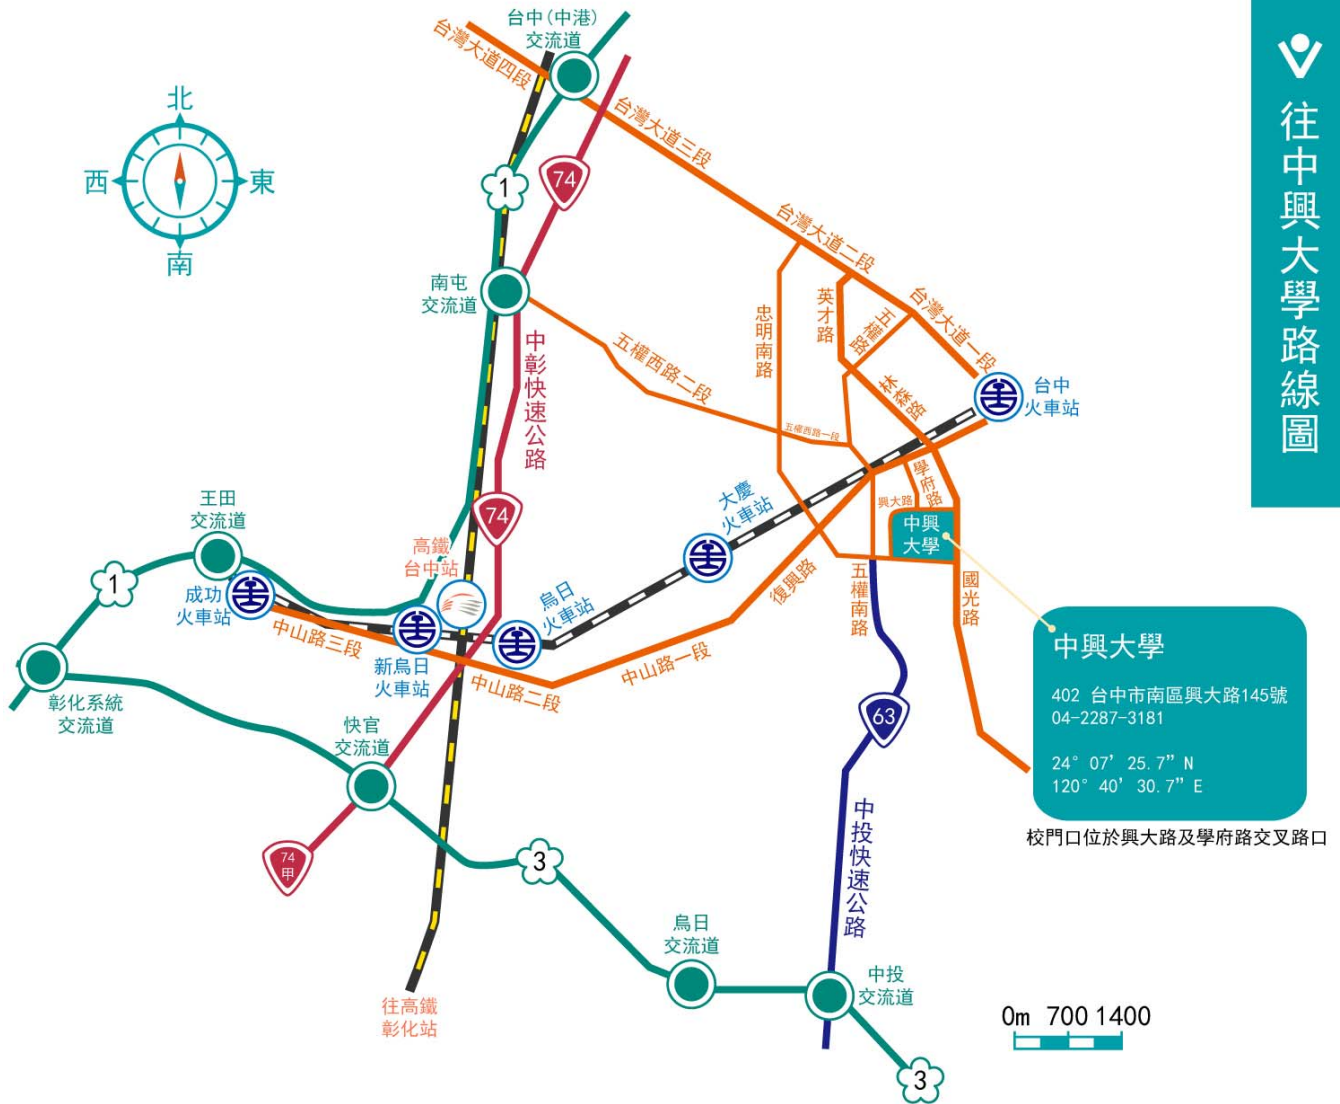 往中興大學路線圖
台中(中港)
交流道
台灣大道四段
台灣大道三段
台灣大道二段
台灣大道一段
北
西
東
南
1
74
南屯
交流道
中彰快速公路
五權西路二段
五權西路一段
忠明南路
英才路
五權路
林森路
台中
火車站
大慶
火車站
學府路
興大路
中興
大學
王田
交流道
74
高鐵
台中站
1
成功
火車站
烏日
火車站
復興路
五權南路
國光路
中山路三段
新烏日
火車站
中山路二段
中山路一段
彰化系統
交流道
快官
交流道
63
中興大學
402 台中市南區興大路145號
04-2287-3181
24° 07’ 25.7” N
120° 40’ 30.7” E
校門口位於興大路及學府路交叉路口
74
甲
3
中投快速公路
烏日
交流道
中投
交流道
往高鐵
彰化站
0m 700 1400
3